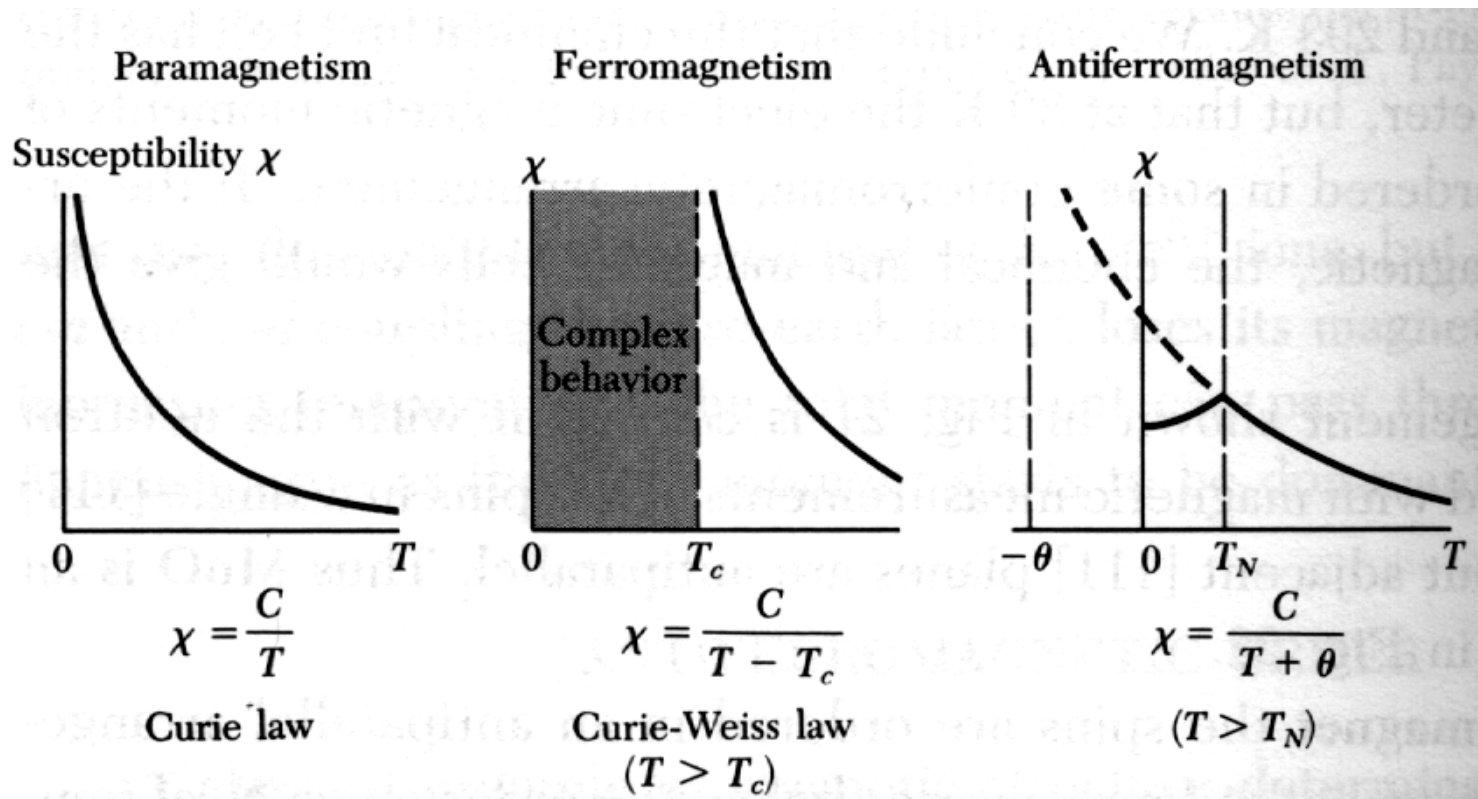 Paramagnetism
Susceptibility χ
0 T
χ = C/T
Curie law
Ferromagnetism
χ
Complex
behavior
0 T_c
χ = C/(T − T_c)
Curie-Weiss law
(T > T_c)
Antiferromagnetism
χ
−θ 0 T_N T
χ = C/(T + θ)
(T > T_N)